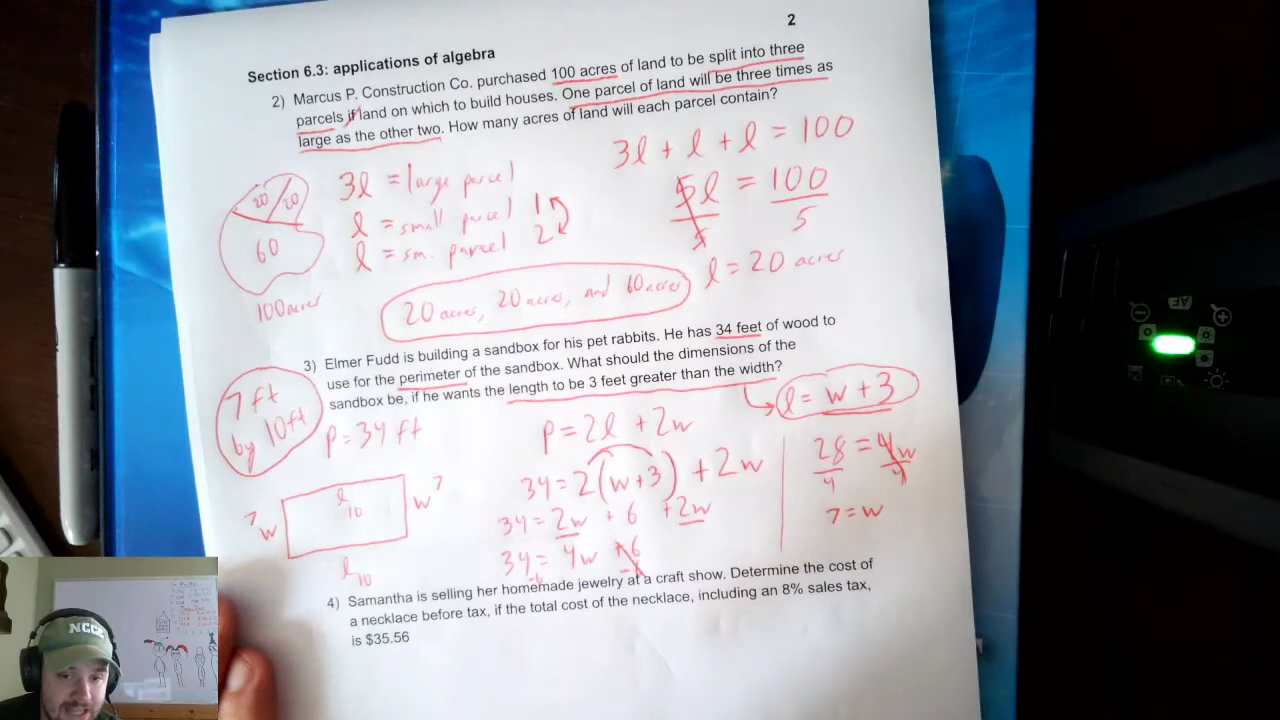 2
Section 6.3: applications of algebra
2) Marcus P. Construction Co. purchased 100 acres of land to be split into three
parcels if land on which to build houses. One parcel of land will be three times as
large as the other two. How many acres of land will each parcel contain?
3l + l + l = 100
3l = large parcel
5l = 100
5 5
20 20
l = small parcel 1
l = sm. parcel 2
60
l = 20 acres
100 acres
20 acres, 20 acres, and 60 acres
3) Elmer Fudd is building a sandbox for his pet rabbits. He has 34 feet of wood to
use for the perimeter of the sandbox. What should the dimensions of the
sandbox be, if he wants the length to be 3 feet greater than the width?
l = w + 3
7 ft
by 10 ft
P = 34 ft
P = 2l + 2w
34 = 2(w+3) + 2w
34 = 2w + 6 + 2w
34 = 4w +6
-6 -6
28 = 4w
4 4
7 = w
l
10
w 7
7 w
l 10
4) Samantha is selling her homemade jewelry at a craft show. Determine the cost of
a necklace before tax, if the total cost of the necklace, including an 8% sales tax,
is $35.56
AF
NCCC